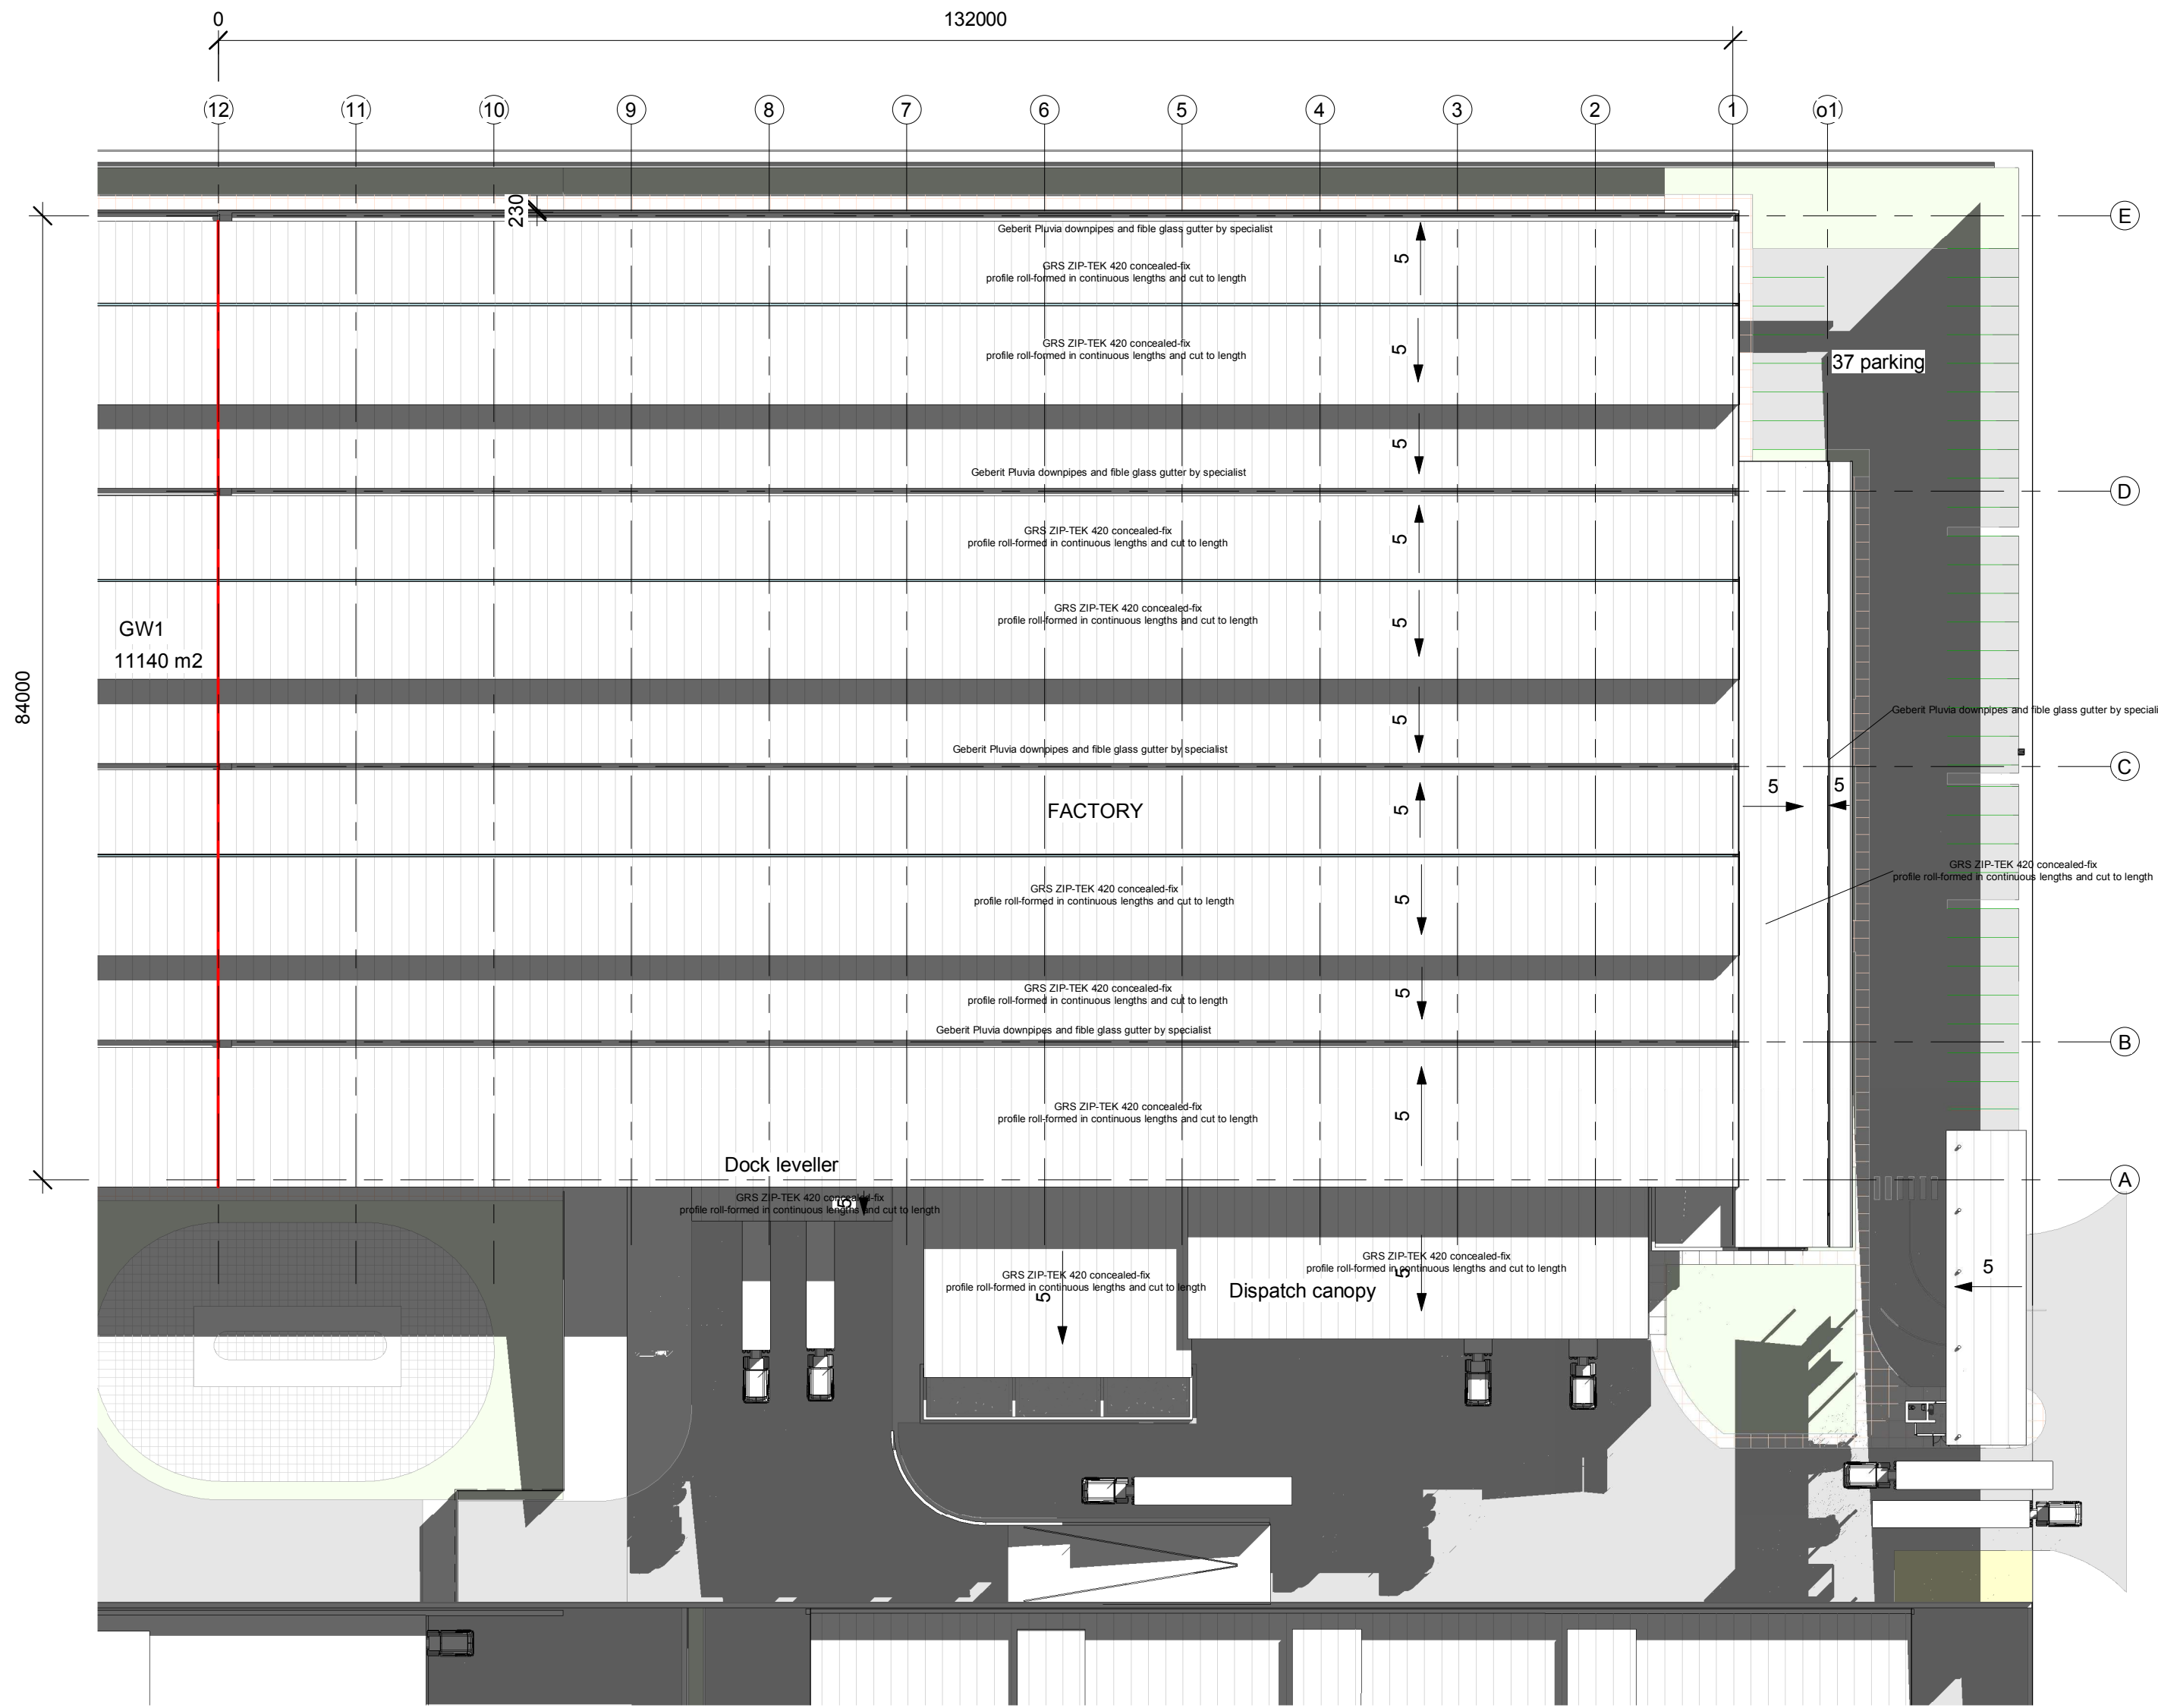 0
132000
12
11
10
9
8
7
6
5
4
3
2
1
o1
230
E
Geberit Pluvia downpipes and fible glass gutter by specialist
5
GRS ZIP-TEK 420 concealed-fix
profile roll-formed in continuous lengths and cut to length
GRS ZIP-TEK 420 concealed-fix
profile roll-formed in continuous lengths and cut to length
5
37 parking
5
Geberit Pluvia downpipes and fible glass gutter by specialist
D
GRS ZIP-TEK 420 concealed-fix
profile roll-formed in continuous lengths and cut to length
5
GRS ZIP-TEK 420 concealed-fix
profile roll-formed in continuous lengths and cut to length
5
GW1
11140 m2
84000
5
Geberit Pluvia downpipes and fible glass gutter by speciali
Geberit Pluvia downpipes and fible glass gutter by specialist
C
5
5
FACTORY
5
GRS ZIP-TEK 420 concealed-fix
profile roll-formed in continuous lengths and cut to length
GRS ZIP-TEK 420 concealed-fix
profile roll-formed in continuous lengths and cut to length
5
GRS ZIP-TEK 420 concealed-fix
profile roll-formed in continuous lengths and cut to length
5
Geberit Pluvia downpipes and fible glass gutter by specialist
B
GRS ZIP-TEK 420 concealed-fix
profile roll-formed in continuous lengths and cut to length
5
Dock leveller
A
GRS ZIP-TEK 420 concealed-fix
profile roll-formed in continuous lengths and cut to length
5
GRS ZIP-TEK 420 concealed-fix
profile roll-formed in continuous lengths and cut to length
5
GRS ZIP-TEK 420 concealed-fix
profile roll-formed in continuous lengths and cut to length
5
Dispatch canopy
5